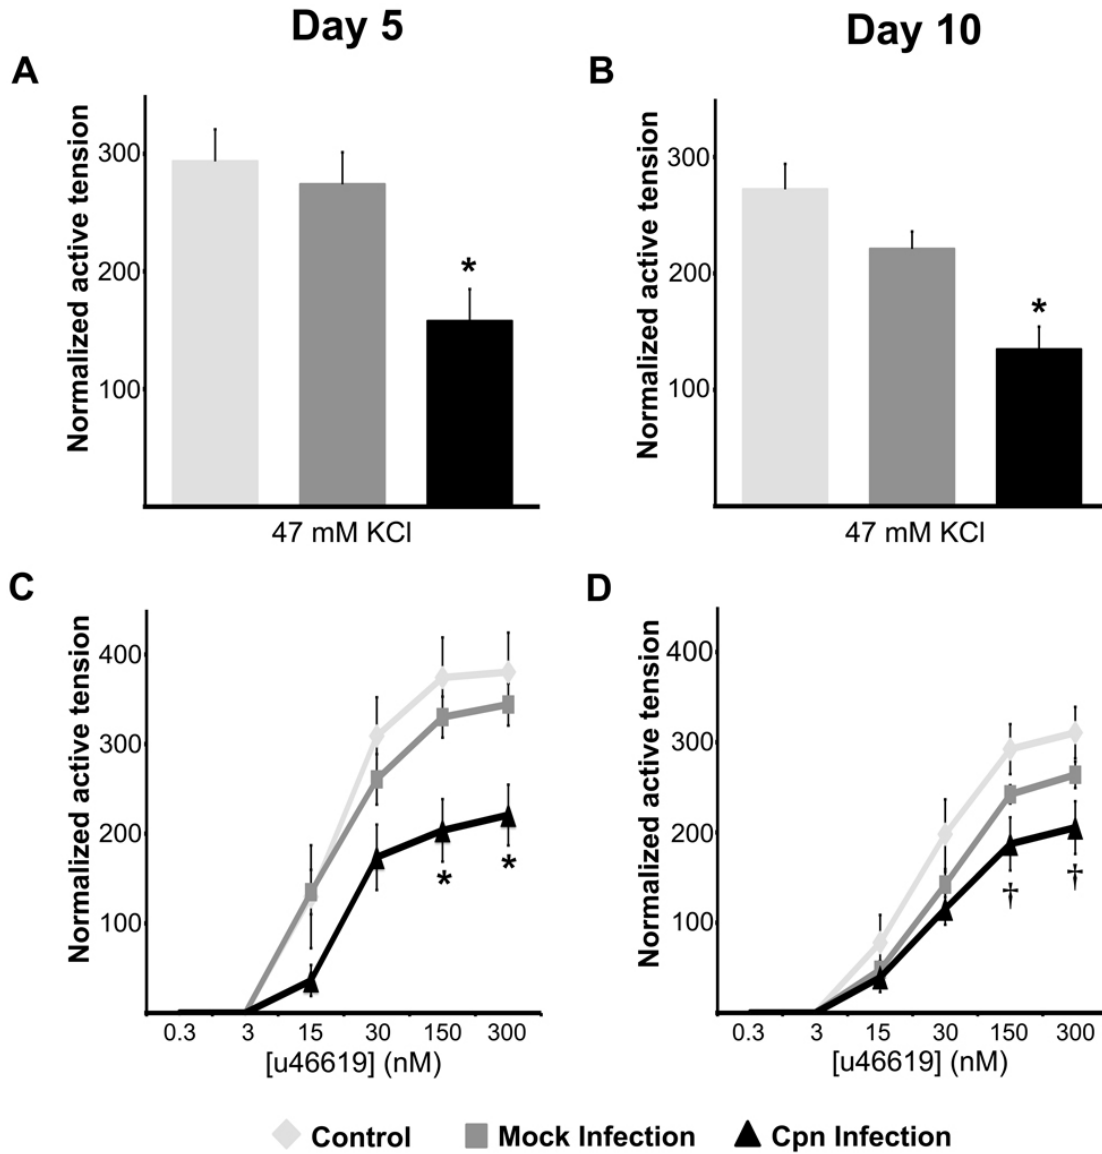 Day 5
Day 10
A
Normalized active tension
300
200
100
*
47 mM KCl
B
Normalized active tension
300
200
100
*
47 mM KCl
C
Normalized active tension
400
300
200
100
* *
0.3 3 15 30 150 300
[u46619] (nM)
D
Normalized active tension
400
300
200
100
† †
0.3 3 15 30 150 300
[u46619] (nM)
Control Mock Infection Cpn Infection